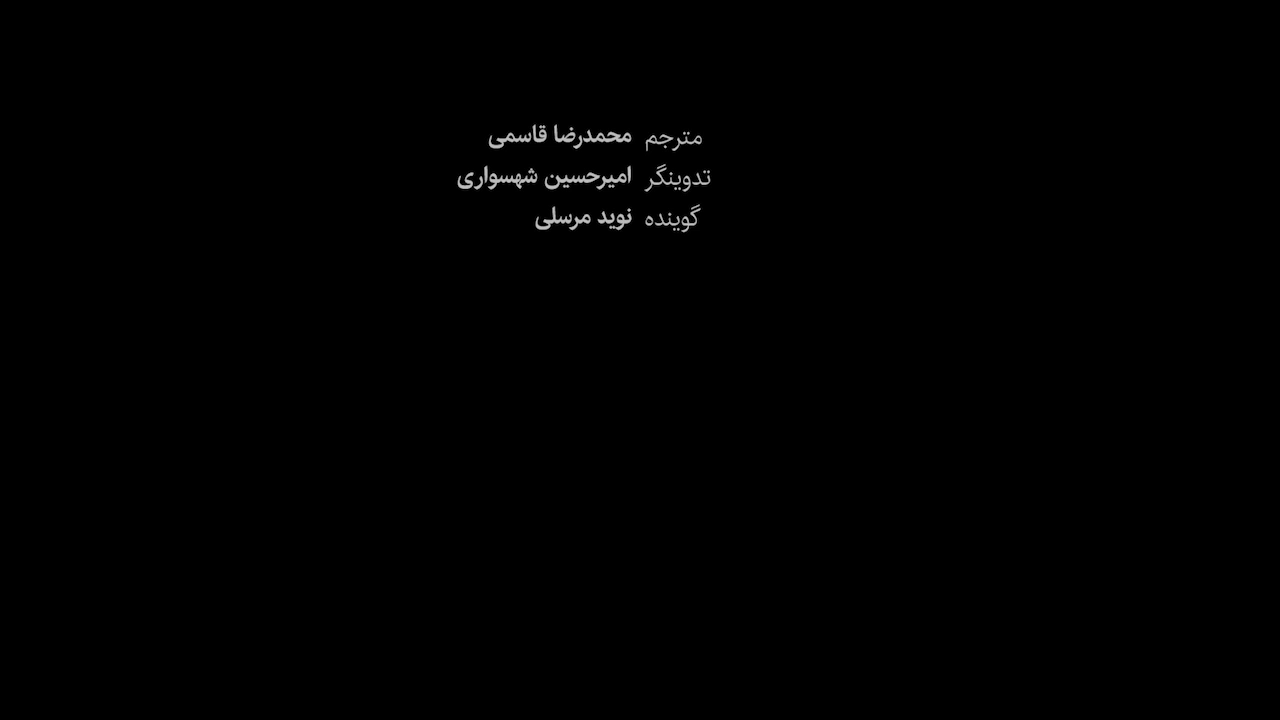 مترجم محمدرضا قاسمی
تدوینگر امیرحسین شهسواری
گوینده نوید مرسلی